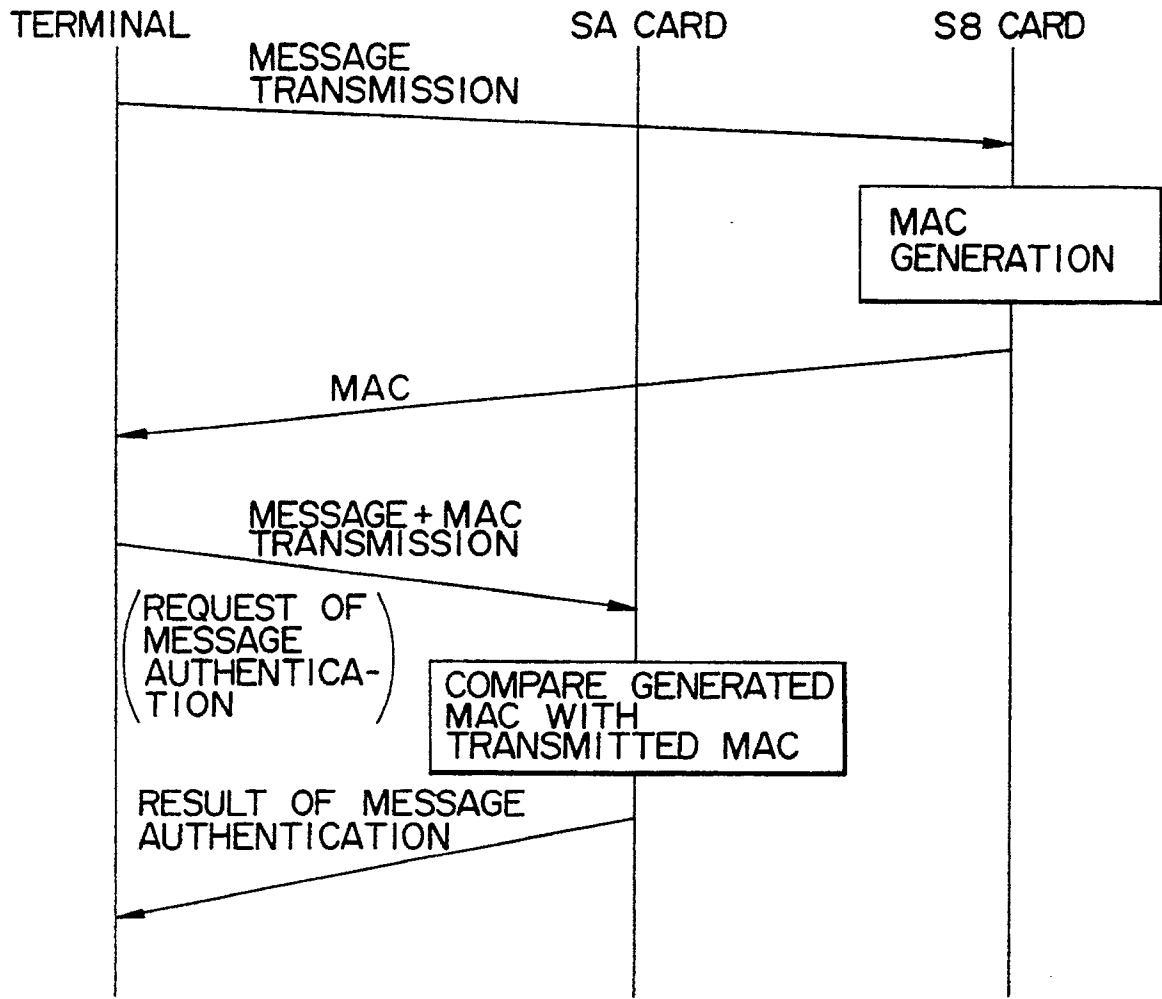 TERMINAL SA CARD S8 CARD
MESSAGE
TRANSMISSION
MAC
GENERATION
MAC
MESSAGE + MAC
TRANSMISSION
(REQUEST OF
MESSAGE
AUTHENTICA-
TION)
COMPARE GENERATED
MAC WITH
TRANSMITTED MAC
RESULT OF MESSAGE
AUTHENTICATION